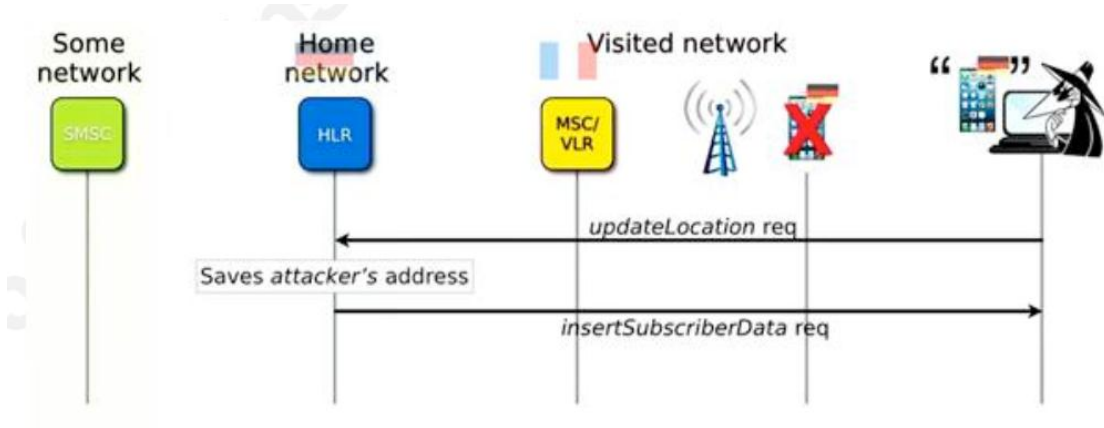 Some
network
Home
network
Visited network
“ ”
SMSC
HLR
MSC/
VLR
updateLocation req
Saves attacker's address
insertSubscriberData req